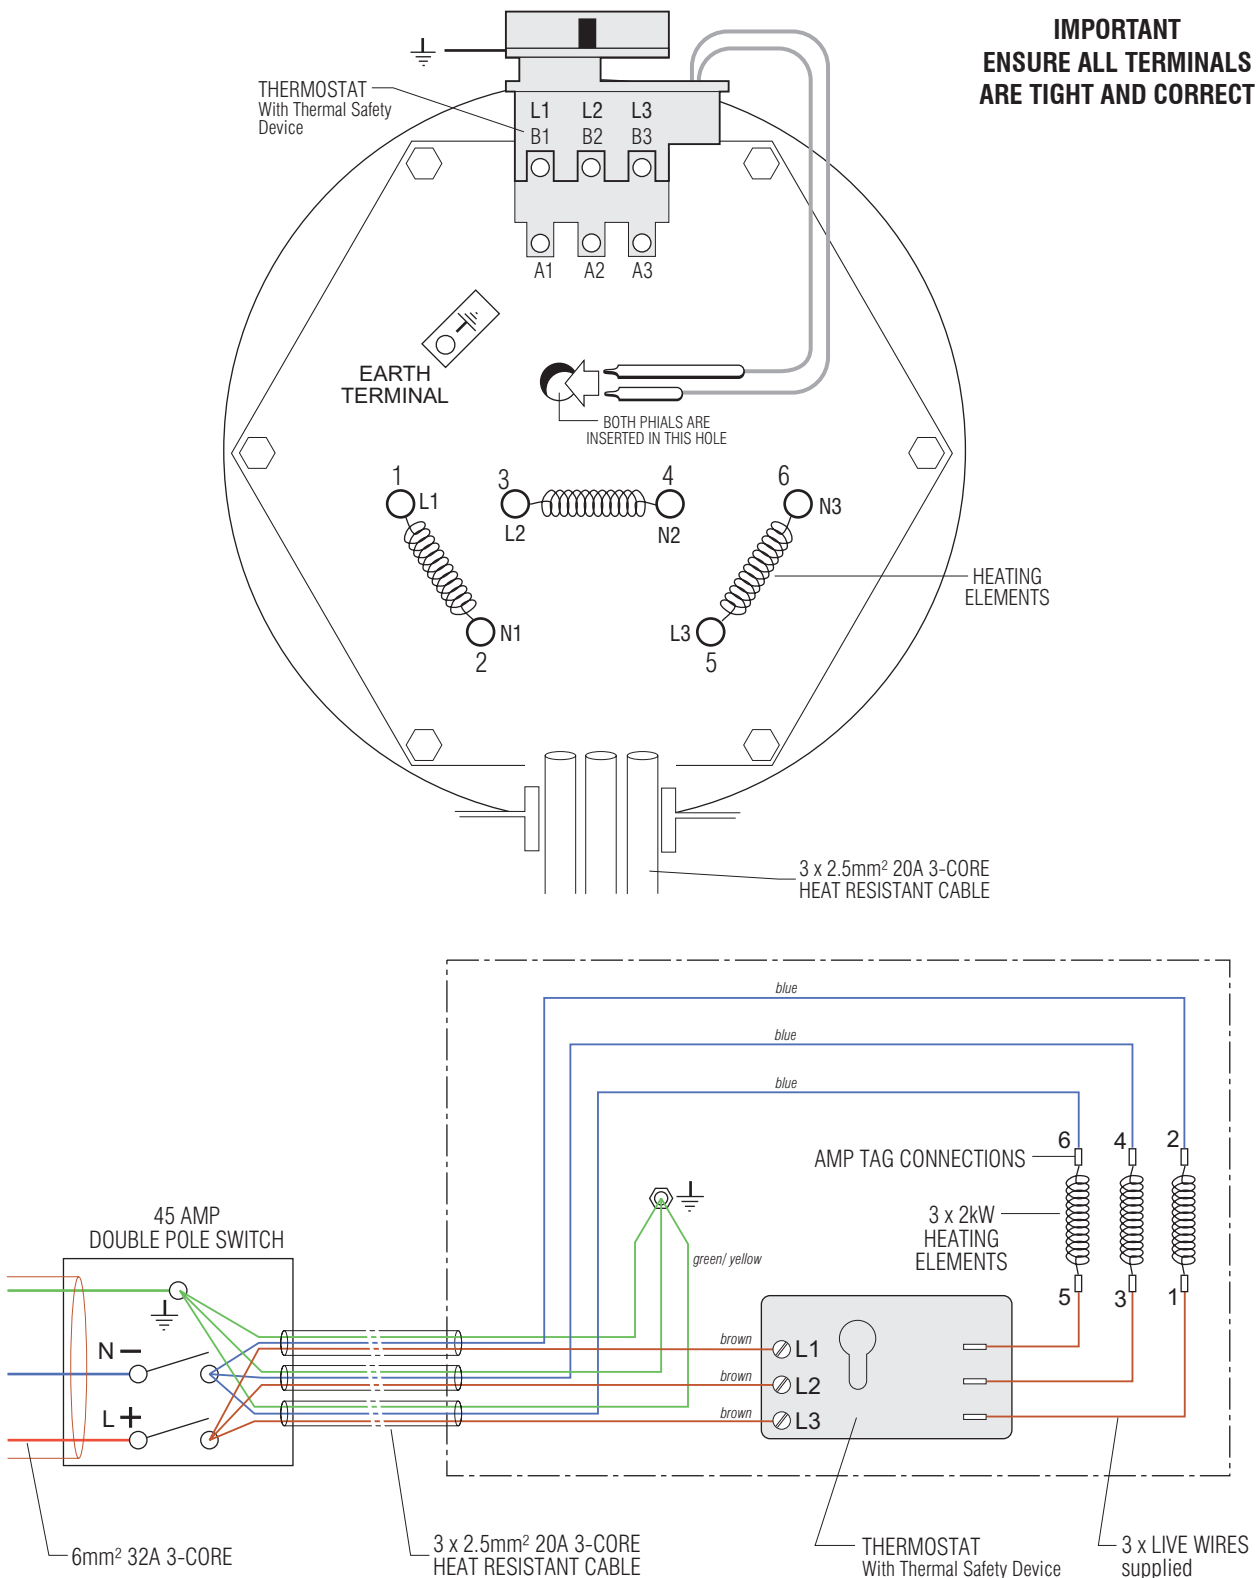 IMPORTANT
ENSURE ALL TERMINALS
ARE TIGHT AND CORRECT
THERMOSTAT
With Thermal Safety
Device
L1 L2 L3
B1 B2 B3
A1 A2 A3
EARTH
TERMINAL
BOTH PHIALS ARE
INSERTED IN THIS HOLE
1 3 4 6
L1 N3
L2 N2
HEATING
ELEMENTS
N1 L3
2 5
3 x 2.5mm² 20A 3-CORE
HEAT RESISTANT CABLE
blue
blue
blue
6 4 2
AMP TAG CONNECTIONS
3 x 2kW
HEATING
ELEMENTS
45 AMP
DOUBLE POLE SWITCH
green/ yellow
5 3 1
N −
L +
brown L1
brown L2
brown L3
6mm² 32A 3-CORE
3 x 2.5mm² 20A 3-CORE
HEAT RESISTANT CABLE
THERMOSTAT
With Thermal Safety Device
3 x LIVE WIRES
supplied